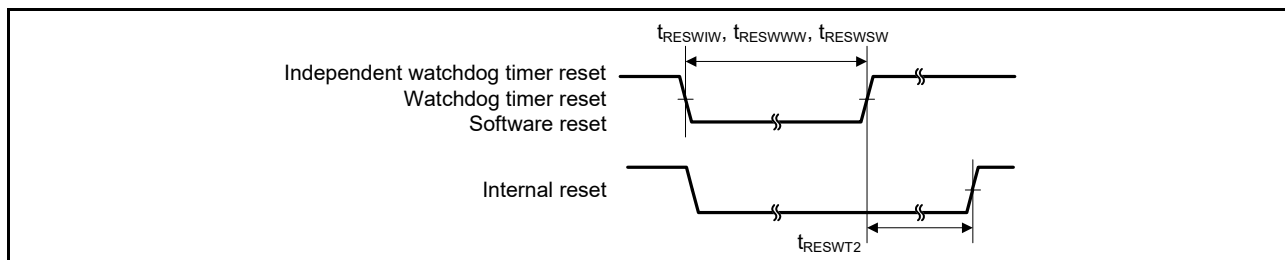 tRESWIW, tRESWWW, tRESWSW
Independent watchdog timer reset
Watchdog timer reset
Software reset
Internal reset
tRESWT2